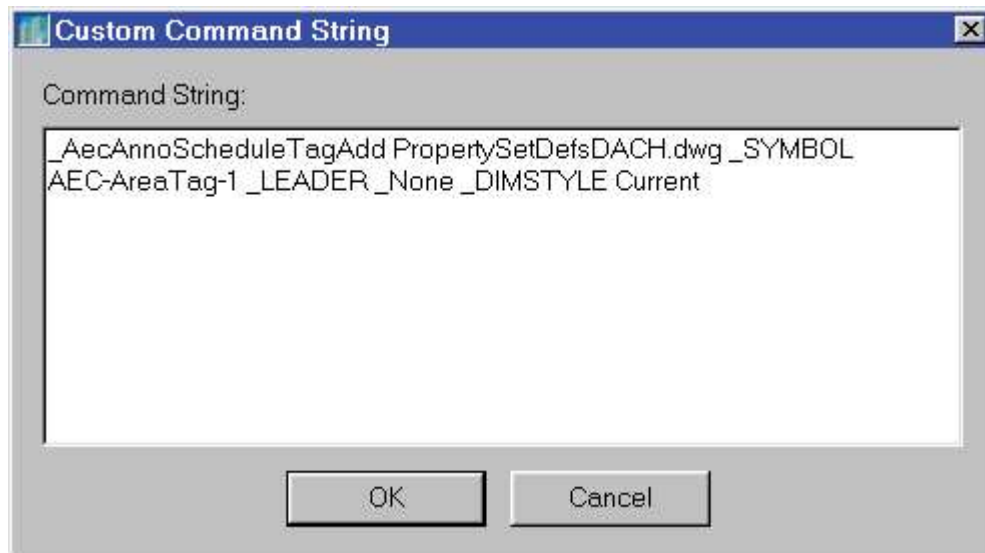 Custom Command String
Command String:
_AecAnnoScheduleTagAdd PropertySetDefsDACH.dwg _SYMBOL
AEC-AreaTag-1 _LEADER _None _DIMSTYLE Current
OK Cancel